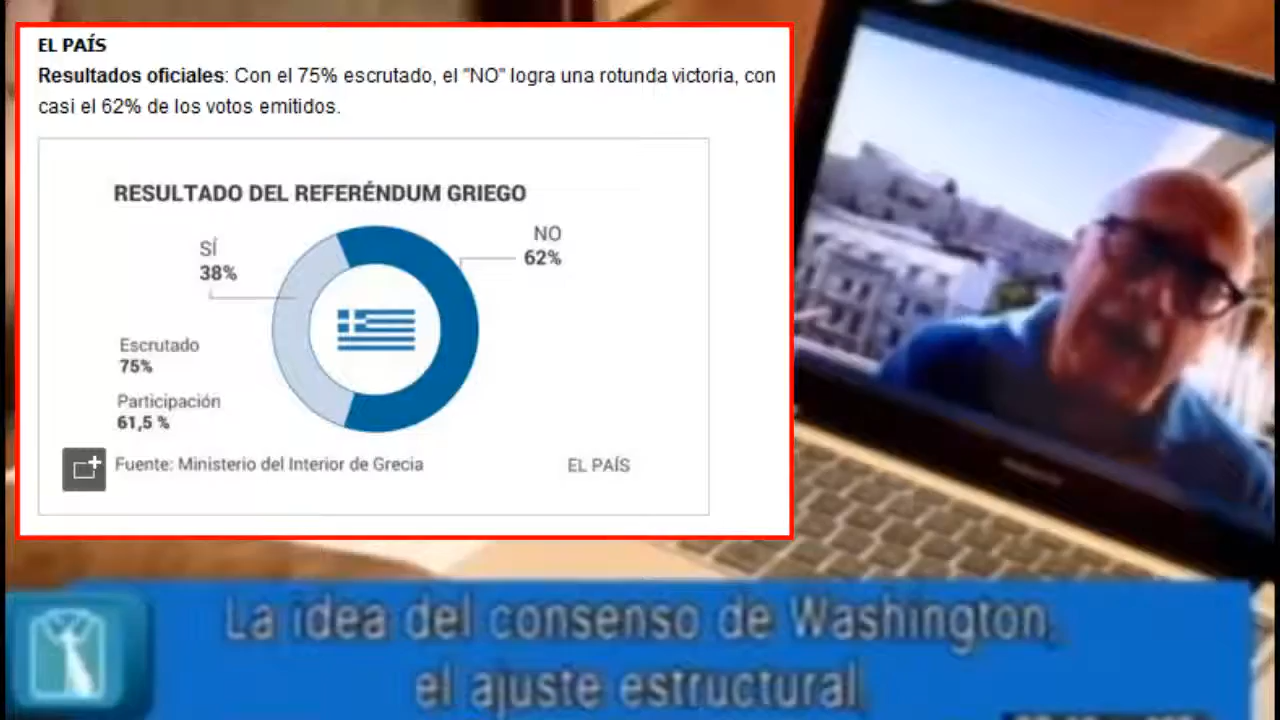 EL PAÍS
Resultados oficiales: Con el 75% escrutado, el "NO" logra una rotunda victoria, con
casi el 62% de los votos emitidos.
RESULTADO DEL REFERÉNDUM GRIEGO
SÍ
38%
NO
62%
Escrutado
75%
Participación
61,5 %
Fuente: Ministerio del Interior de Grecia
EL PAÍS
La idea del consenso de Washington,
el ajuste estructural,